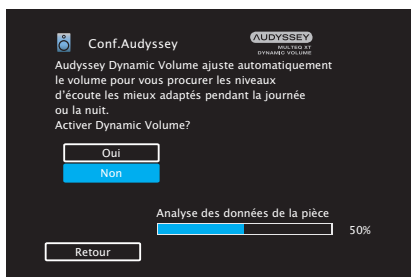 Conf.Audyssey
AUDYSSEY
MULTEQ XT
DYNAMIC VOLUME
Audyssey Dynamic Volume ajuste automatiquement
le volume pour vous procurer les niveaux
d’écoute les mieux adaptés pendant la journée
ou la nuit.
Activer Dynamic Volume?
Oui
Non
Analyse des données de la pièce
50%
Retour